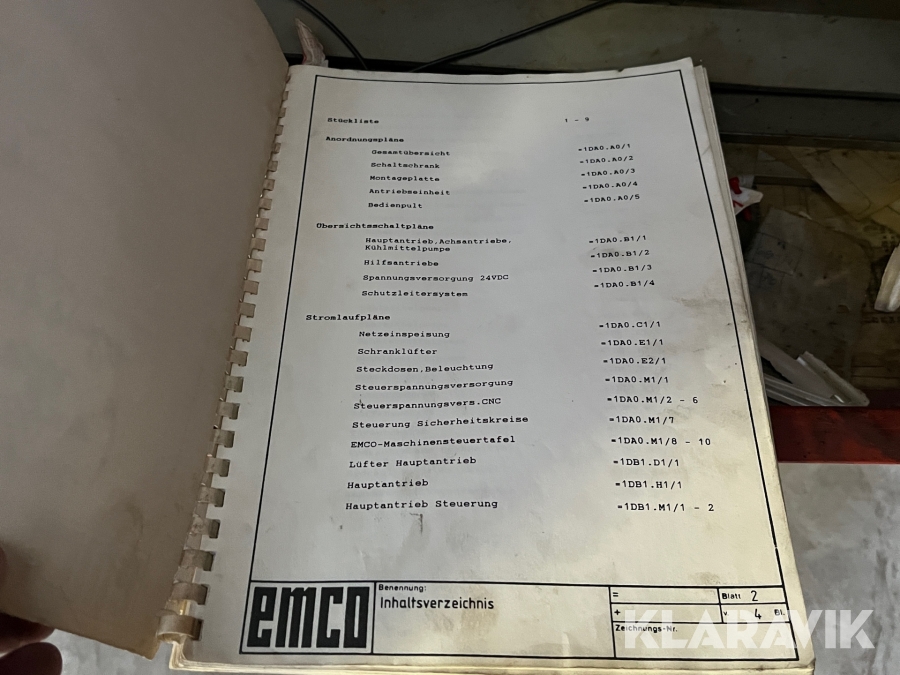 Stückliste 1 - 9
Anordnungspläne
Gesamtübersicht =1DA0.A0/1
Schaltschrank =1DA0.A0/2
Montageplatte =1DA0.A0/3
Antriebseinheit =1DA0.A0/4
Bedienpult =1DA0.A0/5
Übersichtsschaltpläne
Hauptantrieb,Achsantriebe, =1DA0.B1/1
Kühlmittelpumpe
Hilfsantriebe =1DA0.B1/2
Spannungsversorgung 24VDC =1DA0.B1/3
Schutzleitersystem =1DA0.B1/4
Stromlaufpläne
Netzeinspeisung =1DA0.C1/1
Schranklüfter =1DA0.E1/1
Steckdosen,Beleuchtung =1DA0.E2/1
Steuerspannungsversorgung =1DA0.M1/1
Steuerspannungsvers.CNC =1DA0.M1/2 - 6
Steuerung Sicherheitskreise =1DA0.M1/7
EMCO-Maschinensteuertafel =1DA0.M1/8 - 10
Lüfter Hauptantrieb =1DB1.D1/1
Hauptantrieb =1DB1.H1/1
Hauptantrieb Steuerung =1DB1.M1/1 - 2
emco
Benennung:
Inhaltsverzeichnis
= Blatt 2
+ v. 4 Bl.
Zeichnungs-Nr.
KLARAVIK